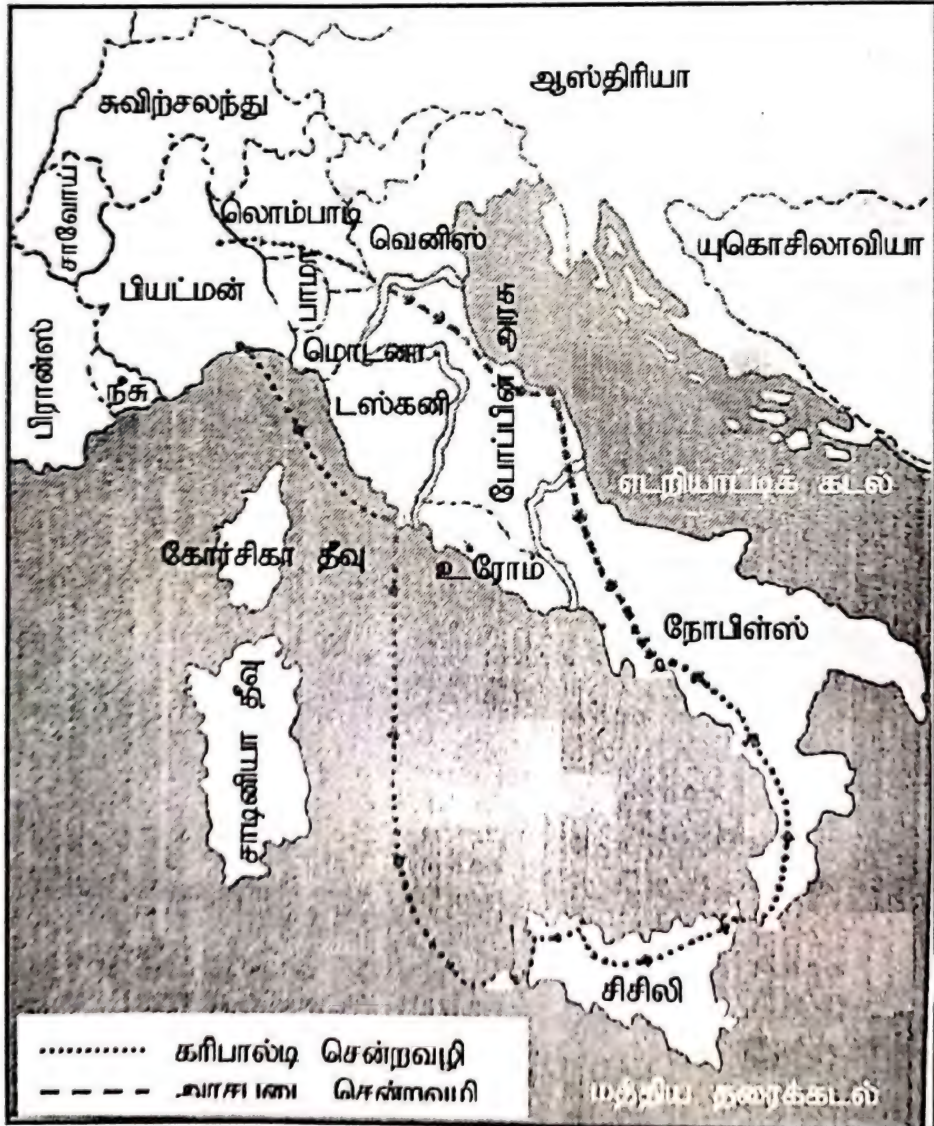 ஆஸ்திரியா
சுவிற்சலந்து
சாவோய்
லொம்பாடி
வெனிஸ்
யுகொசிலாவியா
பியட்மன்
பாமா
பிரான்ஸ்
நீசு
மொடனா
டஸ்கனி
போப்பின் அரசு
எட்றியாட்டிக் கடல்
கோர்சிகா தீவு
உரோம்
நேபிள்ஸ்
சாடினியா தீவு
சிசிலி
கரிபால்டி சென்றவழி
சென்றவழி
மத்திய தரைக்கடல்